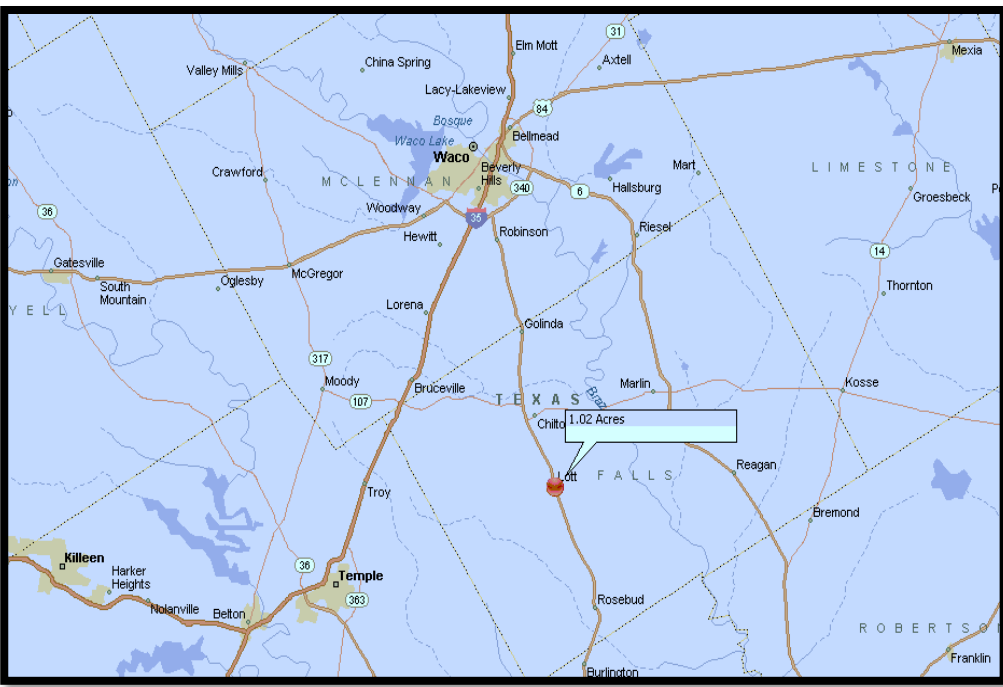 31
Elm Mott
Mexia
Axtell
China Spring
Valley Mills
Lacy-Lakeview
84
Bosque
Bellmead
Waco Lake
Waco
Beverly
Hills
Mart
LIMESTONE
Crawford
MCLENNAN
340
6
Hallsburg
Groesbeck
36
Woodway
35
Riesel
Hewitt
Robinson
14
Gatesville
McGregor
South
Mountain
Oglesby
Thornton
YELL
Lorena
Golinda
317
Moody
Bruceville
Marlin
Kosse
107
TEXAS
Braz
1.02 Acres
Chilto
Reagan
Lott
FALLS
Troy
Bremond
Killeen
36
Harker
Heights
Temple
363
Rosebud
Nolanville
Belton
ROBERTSO
Franklin
Burlington